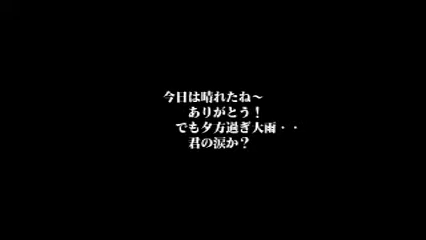 今日は晴れたね～
ありがとう！
でも夕方過ぎ大雨・・
君の涙か？